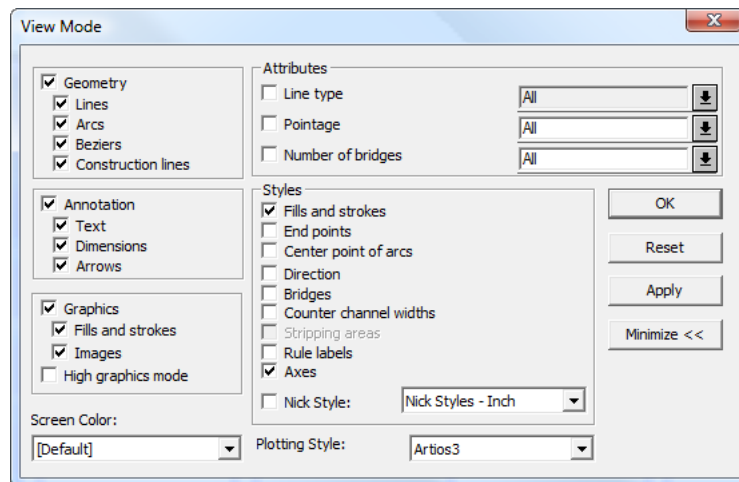 View Mode
Geometry
Lines
Arcs
Beziers
Construction lines
Annotation
Text
Dimensions
Arrows
Graphics
Fills and strokes
Images
High graphics mode
Screen Color:
[Default]
Attributes
Line type All
Pointage All
Number of bridges All
Styles
Fills and strokes
End points
Center point of arcs
Direction
Bridges
Counter channel widths
Stripping areas
Rule labels
Axes
Nick Style: Nick Styles - Inch
Plotting Style: Artios3
OK
Reset
Apply
Minimize <<